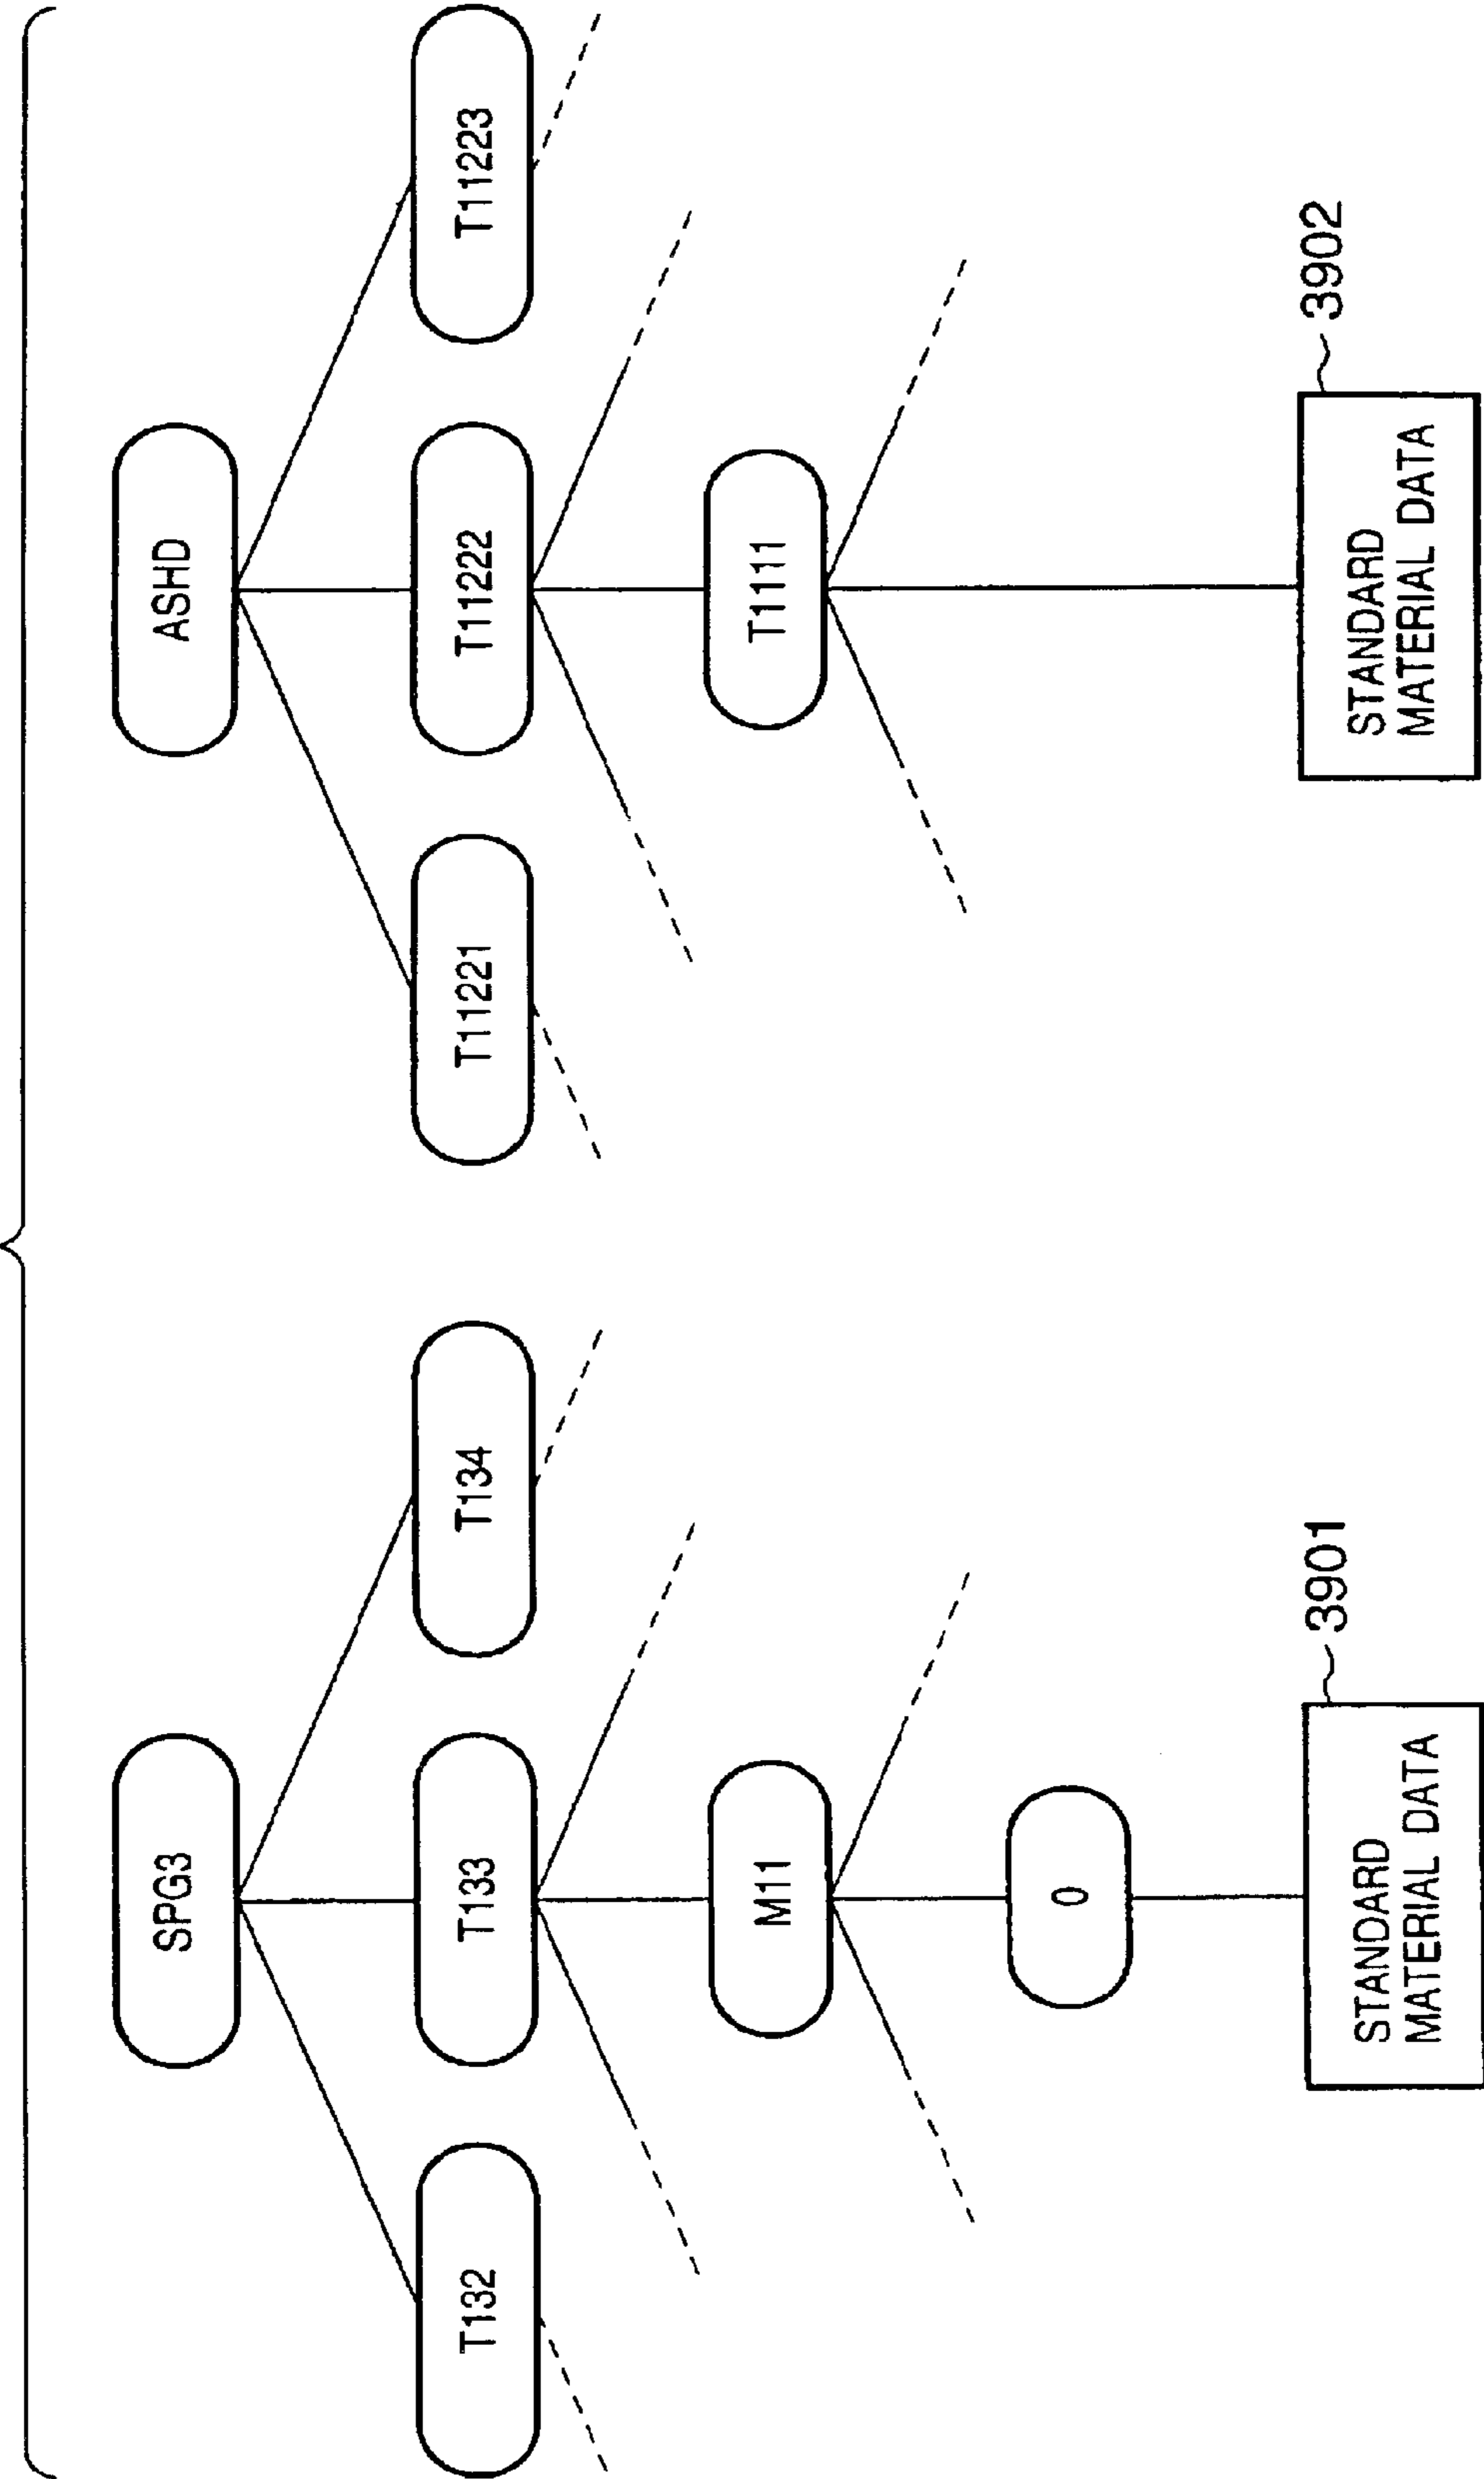 SPG3
T132
T133
T134
M11
0
STANDARD
MATERIAL DATA
3901
ASHD
T11221
T11222
T11223
T1111
STANDARD
MATERIAL DATA
3902